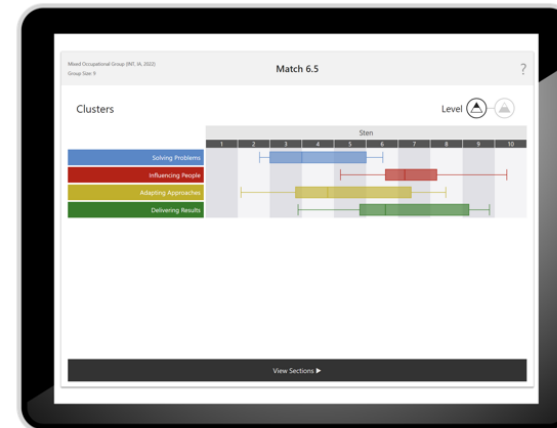 Mixed Occupational Group (INT, IA, 2022)
Group Size: 9
Match 6.5
?
Clusters
Level
Sten
1 2 3 4 5 6 7 8 9 10
Solving Problems
Influencing People
Adapting Approaches
Delivering Results
View Sections ▶